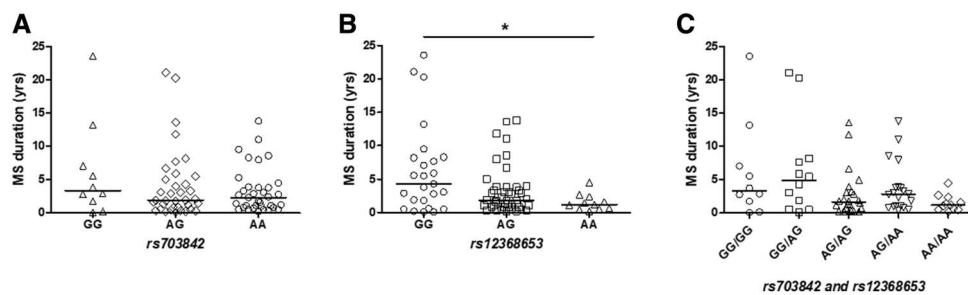 A
MS duration (yrs)
25
20
15
10
5
0
GG
AG
AA
rs703842
B
*
MS duration (yrs)
25
20
15
10
5
0
GG
AG
AA
rs12368653
C
MS duration (yrs)
25
20
15
10
5
0
GG/GG
GG/AG
AG/AG
AG/AA
AA/AA
rs703842 and rs12368653